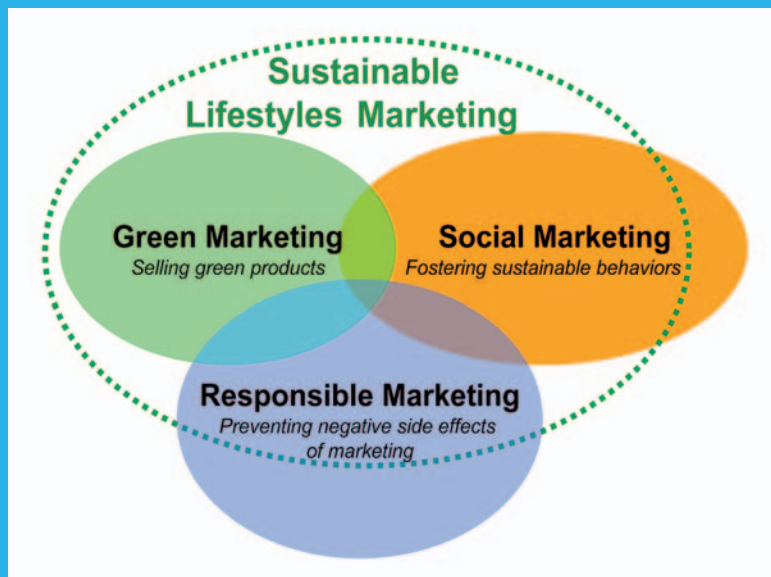 Sustainable
Lifestyles Marketing
Green Marketing
Selling green products
Social Marketing
Fostering sustainable behaviors
Responsible Marketing
Preventing negative side effects
of marketing